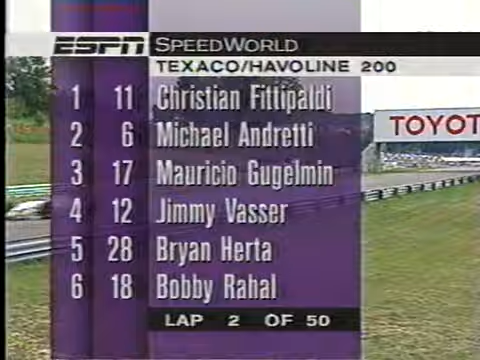 ESPN SPEEDWORLD
TEXACO/HAVOLINE 200
1 11 Christian Fittipaldi
2 6 Michael Andretti
3 17 Mauricio Gugelmin
4 12 Jimmy Vasser
5 28 Bryan Herta
6 18 Bobby Rahal
LAP 2 OF 50
TOYOT